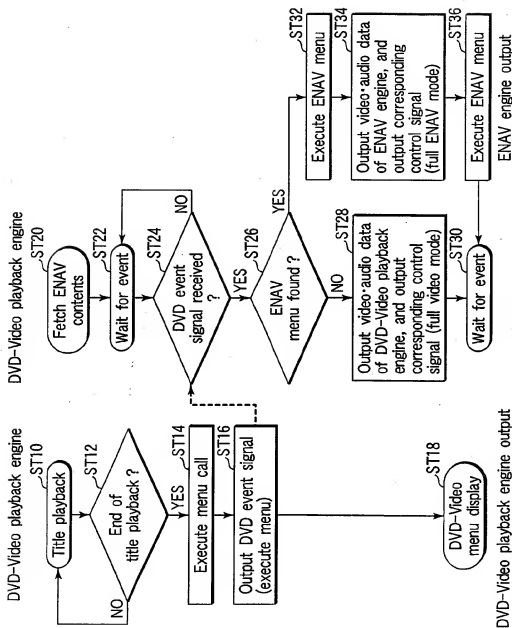 DVD-Video playback engine
ST10
Title playback
ST12
End of
title playback ?
NO
YES
ST14
Execute menu call
ST16
Output DVD event signal
(execute menu)
ST18
DVD-Video
menu display
DVD-Video playback engine output
DVD-Video playback engine
ST20
Fetch ENAV
contents
ST22
Wait for event
ST24
DVD event
signal received
?
NO
YES
ST26
ENAV
menu found ?
YES
NO
ST28
Output video·audio data
of DVD-Video playback
engine, and output
corresponding control
signal (full video mode)
ST30
Wait for event
ST32
Execute ENAV menu
ST34
Output video·audio data
of ENAV engine, and
output corresponding
control signal
(full ENAV mode)
ST36
Execute ENAV menu
ENAV engine output